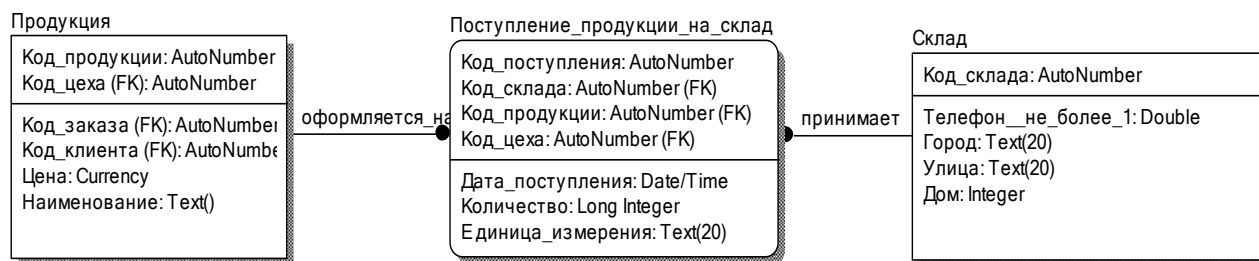 Продукция
Код_продукции: AutoNumber
Код_цеха (FK): AutoNumber
Код_заказа (FK): AutoNumber
Код_клиента (FK): AutoNumbe
Цена: Currency
Наименование: Text()
оформляется_на
Поступление_продукции_на_склад
Код_поступления: AutoNumber
Код_склада: AutoNumber (FK)
Код_продукции: AutoNumber (FK)
Код_цеха: AutoNumber (FK)
Дата_поступления: Date/Time
Количество: Long Integer
Единица_измерения: Text(20)
принимает
Склад
Код_склада: AutoNumber
Телефон__не_более_1: Double
Город: Text(20)
Улица: Text(20)
Дом: Integer